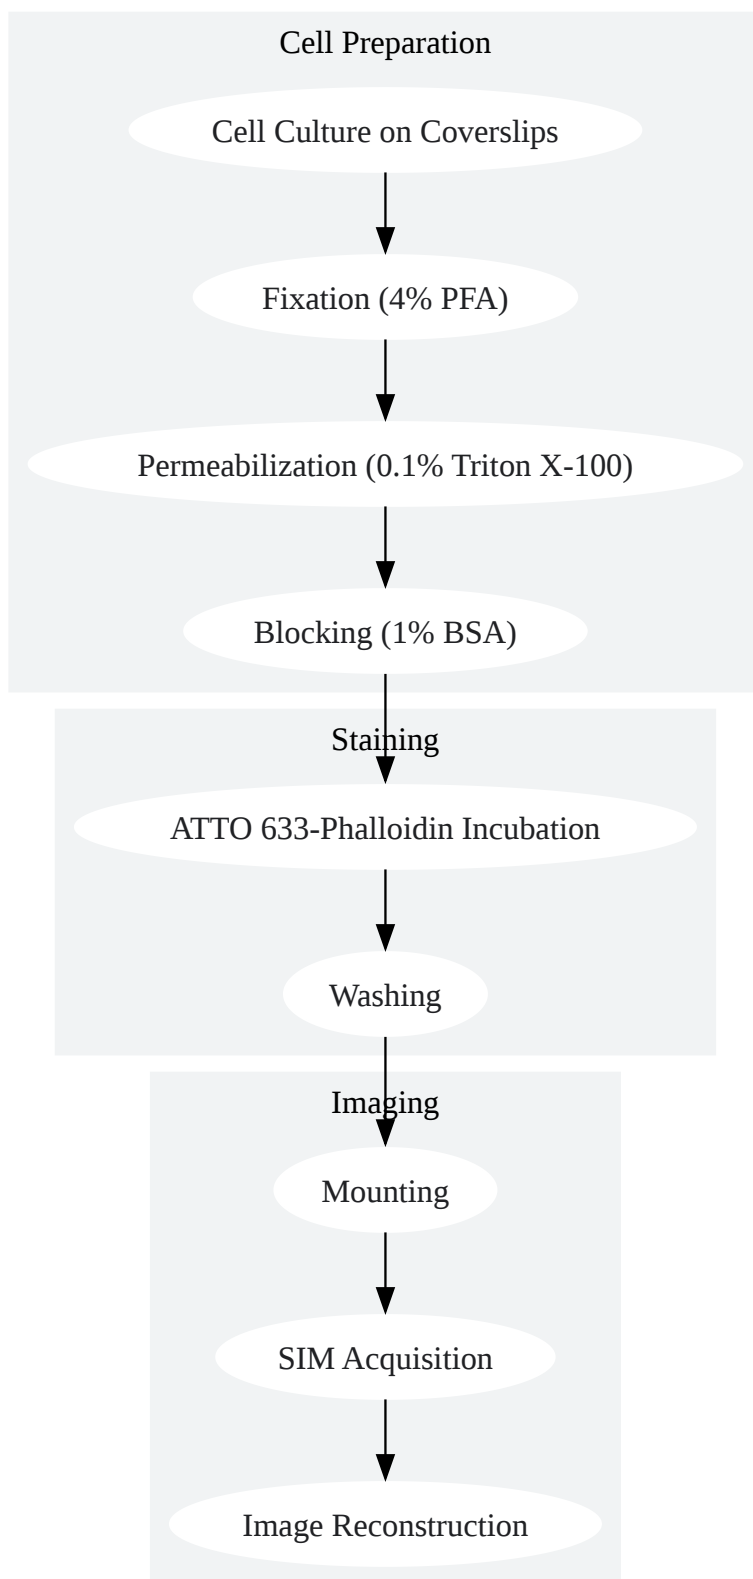 Cell Preparation
Cell Culture on Coverslips
Fixation (4% PFA)
Permeabilization (0.1% Triton X-100)
Blocking (1% BSA)
Staining
ATTO 633-Phalloidin Incubation
Washing
Imaging
Mounting
SIM Acquisition
Image Reconstruction